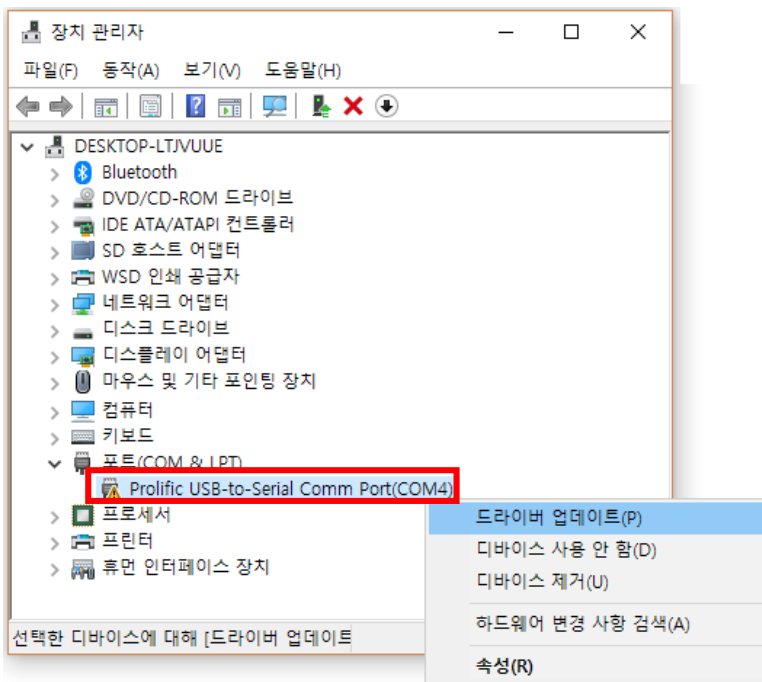 장치 관리자
파일(F) 동작(A) 보기(V) 도움말(H)
DESKTOP-LTJVUUE
Bluetooth
DVD/CD-ROM 드라이브
IDE ATA/ATAPI 컨트롤러
SD 호스트 어댑터
WSD 인쇄 공급자
네트워크 어댑터
디스크 드라이브
디스플레이 어댑터
마우스 및 기타 포인팅 장치
컴퓨터
키보드
포트(COM & LPT)
Prolific USB-to-Serial Comm Port(COM4)
프로세서
프린터
휴먼 인터페이스 장치
드라이버 업데이트(P)
디바이스 사용 안 함(D)
디바이스 제거(U)
하드웨어 변경 사항 검색(A)
속성(R)
선택한 디바이스에 대해 [드라이버 업데이트